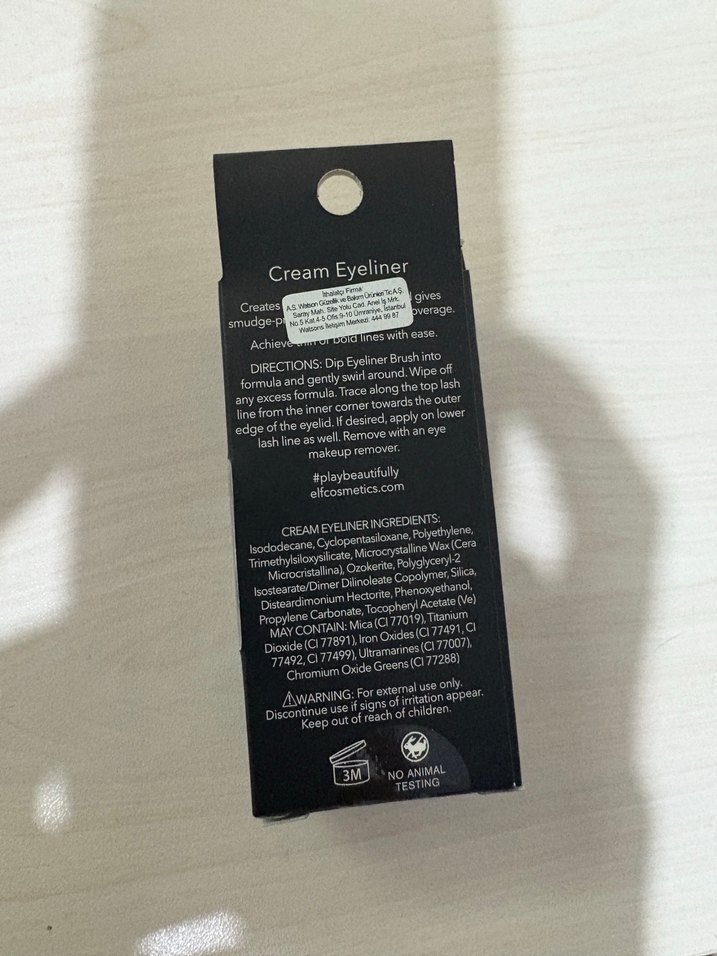 Cream Eyeliner
Creates gives
smudge-p overage.
İthalatçı Firma:
A.S. Watson Güzellik ve Bakım Ürünleri Tic.A.Ş.
Saray Mah. Site Yolu Cad. Anel İş Mrk.
No.5 Kat.4-5 Ofis:9-10 Ümraniye, İstanbul
Watsons İletişim Merkezi: 444 99 87
Achieve or bold lines with ease.
DIRECTIONS: Dip Eyeliner Brush into
formula and gently swirl around. Wipe off
any excess formula. Trace along the top lash
line from the inner corner towards the outer
edge of the eyelid. If desired, apply on lower
lash line as well. Remove with an eye
makeup remover.
#playbeautifully
elfcosmetics.com
CREAM EYELINER INGREDIENTS:
Isododecane, Cyclopentasiloxane, Polyethylene,
Trimethylsiloxysilicate, Microcrystalline Wax (Cera
Microcristallina), Ozokerite, Polyglyceryl-2
Isostearate/Dimer Dilinoleate Copolymer, Silica,
Disteardimonium Hectorite, Phenoxyethanol,
Propylene Carbonate, Tocopheryl Acetate (Ve)
MAY CONTAIN: Mica (CI 77019), Titanium
Dioxide (CI 77891), Iron Oxides (CI 77491, CI
77492, CI 77499), Ultramarines (CI 77007),
Chromium Oxide Greens (CI 77288)
WARNING: For external use only.
Discontinue use if signs of irritation appear.
Keep out of reach of children.
3M
NO ANIMAL
TESTING